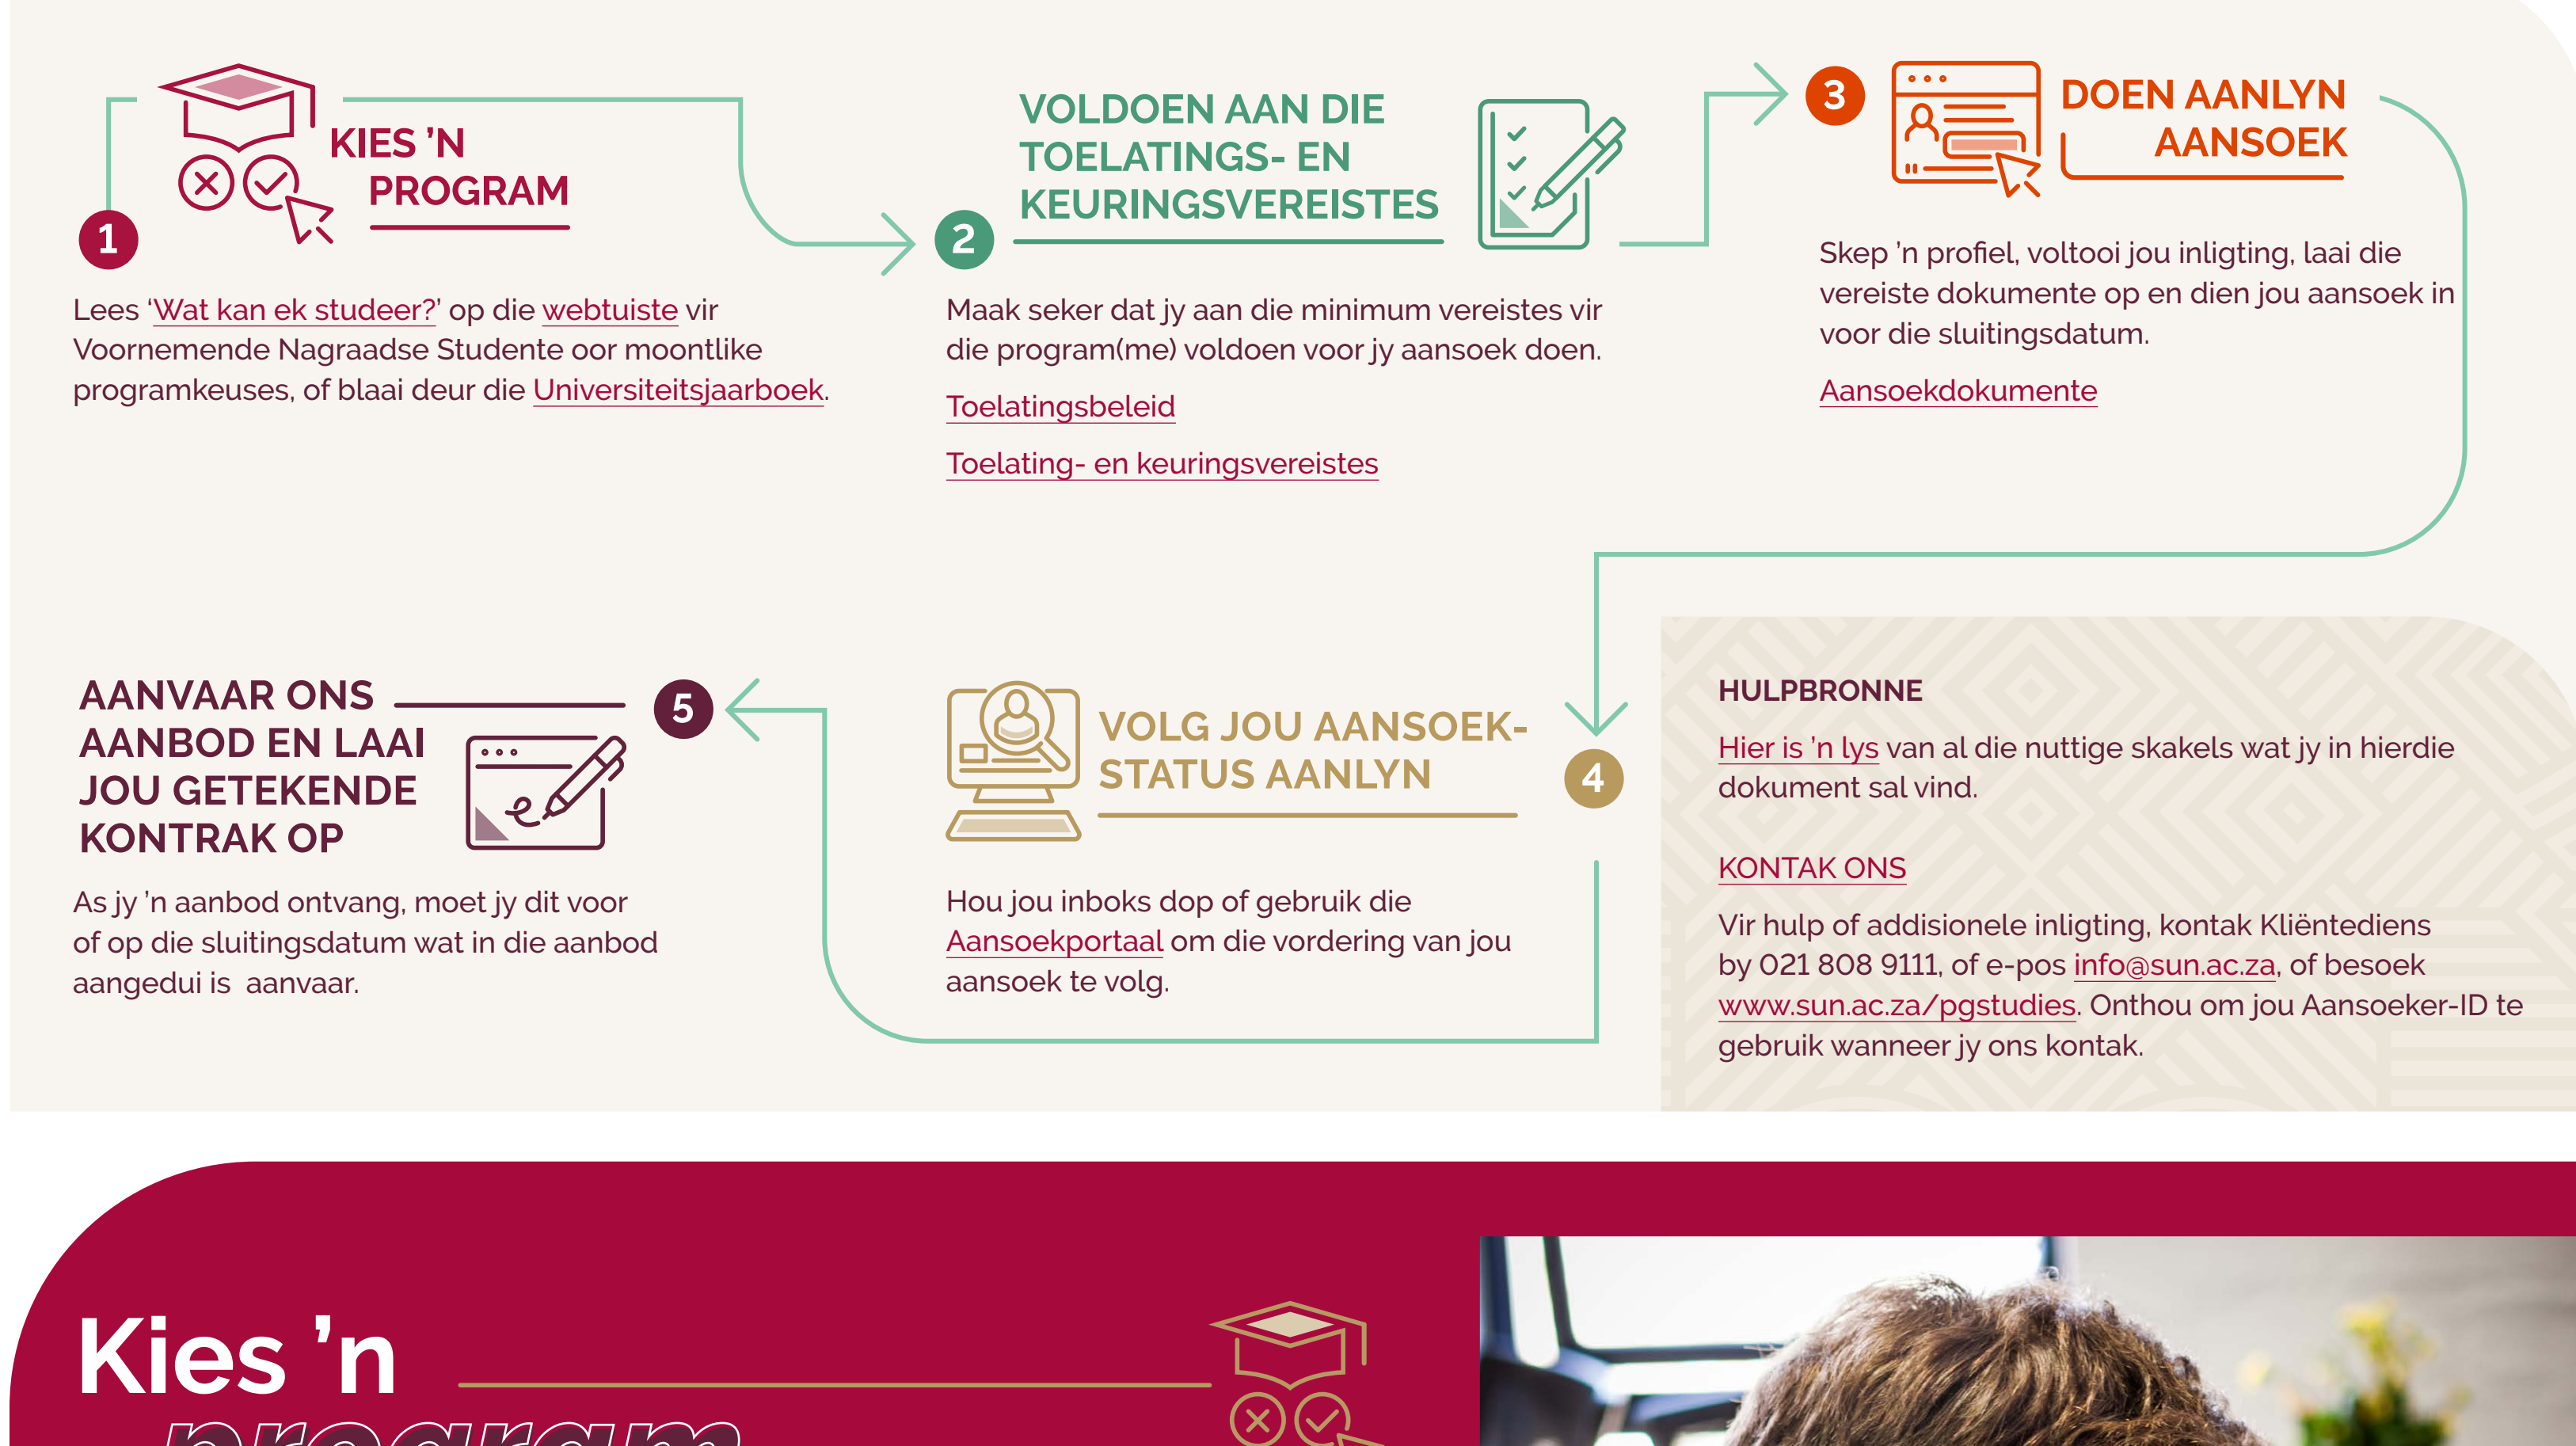 1
KIES ’N
PROGRAM
Lees ‘Wat kan ek studeer?’ op die webtuiste vir
Voornemende Nagraadse Studente oor moontlike
programkeuses, of blaai deur die Universiteitsjaarboek.
2
VOLDOEN AAN DIE
TOELATINGS- EN
KEURINGSVEREISTES
Maak seker dat jy aan die minimum vereistes vir
die program(me) voldoen voor jy aansoek doen.
Toelatingsbeleid
Toelating- en keuringsvereistes
3
DOEN AANLYN
AANSOEK
Skep ’n profiel, voltooi jou inligting, laai die
vereiste dokumente op en dien jou aansoek in
voor die sluitingsdatum.
Aansoekdokumente
4
VOLG JOU AANSOEK-
STATUS AANLYN
Hou jou inboks dop of gebruik die
Aansoekportaal om die vordering van jou
aansoek te volg.
5
AANVAAR ONS
AANBOD EN LAAI
JOU GETEKENDE
KONTRAK OP
As jy ’n aanbod ontvang, moet jy dit voor
of op die sluitingsdatum wat in die aanbod
aangedui is  aanvaar.
HULPBRONNE
Hier is ’n lys van al die nuttige skakels wat jy in hierdie
dokument sal vind.
KONTAK ONS
Vir hulp of addisionele inligting, kontak Kliëntediens
by 021 808 9111, of e-pos info@sun.ac.za, of besoek
www.sun.ac.za/pgstudies. Onthou om jou Aansoeker-ID te
gebruik wanneer jy ons kontak.
Kies ’n
program